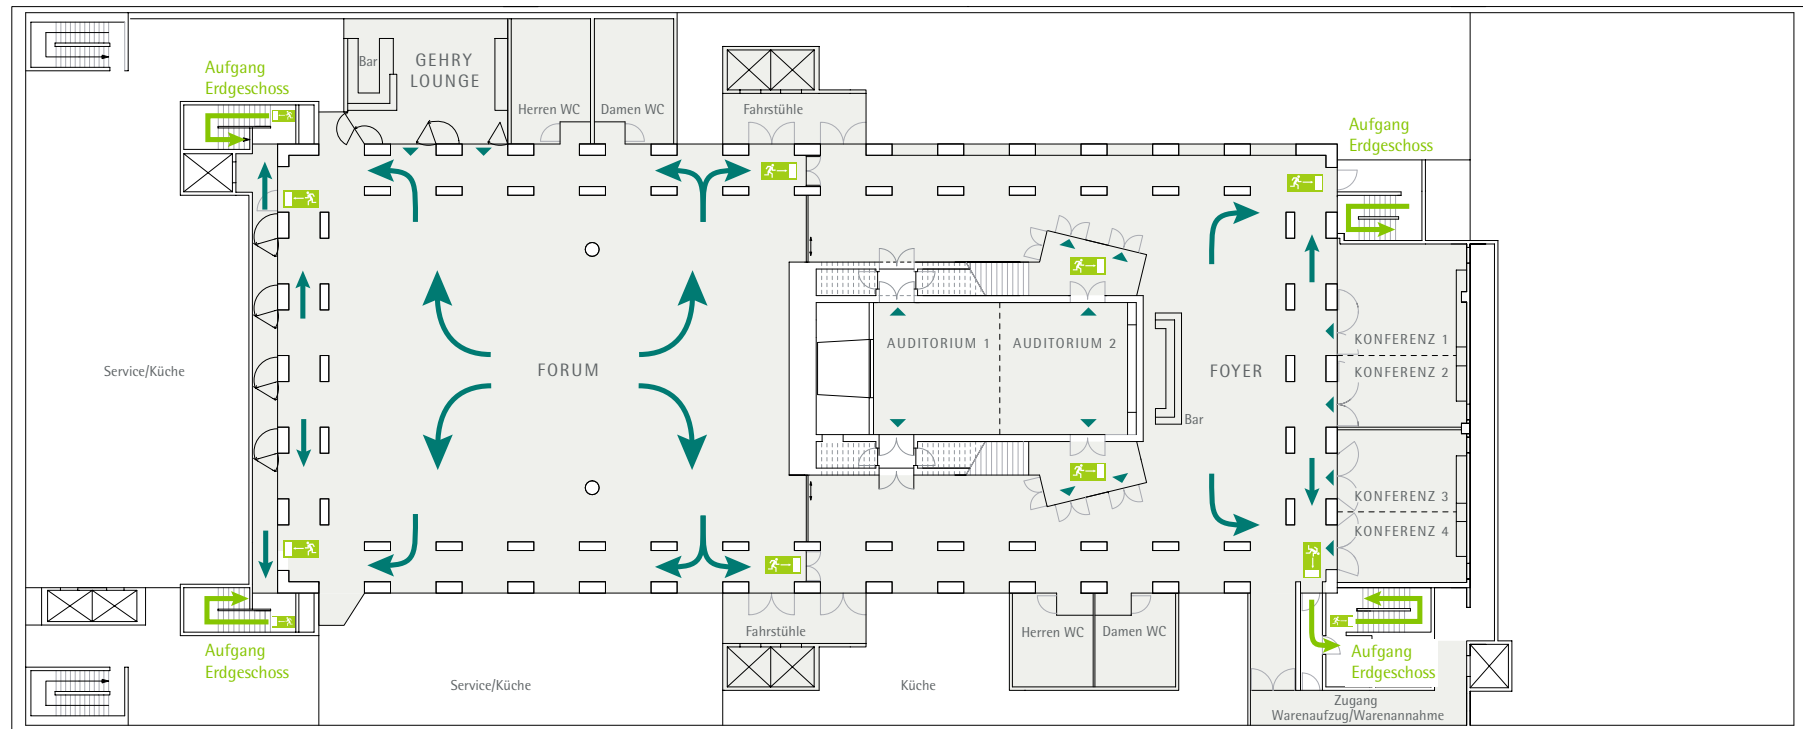 Aufgang
Erdgeschoss
Bar
GEHRY
LOUNGE
Herren WC
Damen WC
Fahrstühle
Aufgang
Erdgeschoss
Service/Küche
FORUM
AUDITORIUM 1
AUDITORIUM 2
FOYER
Bar
KONFERENZ 1
KONFERENZ 2
KONFERENZ 3
KONFERENZ 4
Aufgang
Erdgeschoss
Fahrstühle
Herren WC
Damen WC
Aufgang
Erdgeschoss
Service/Küche
Küche
Zugang
Warenaufzug/Warenannahme